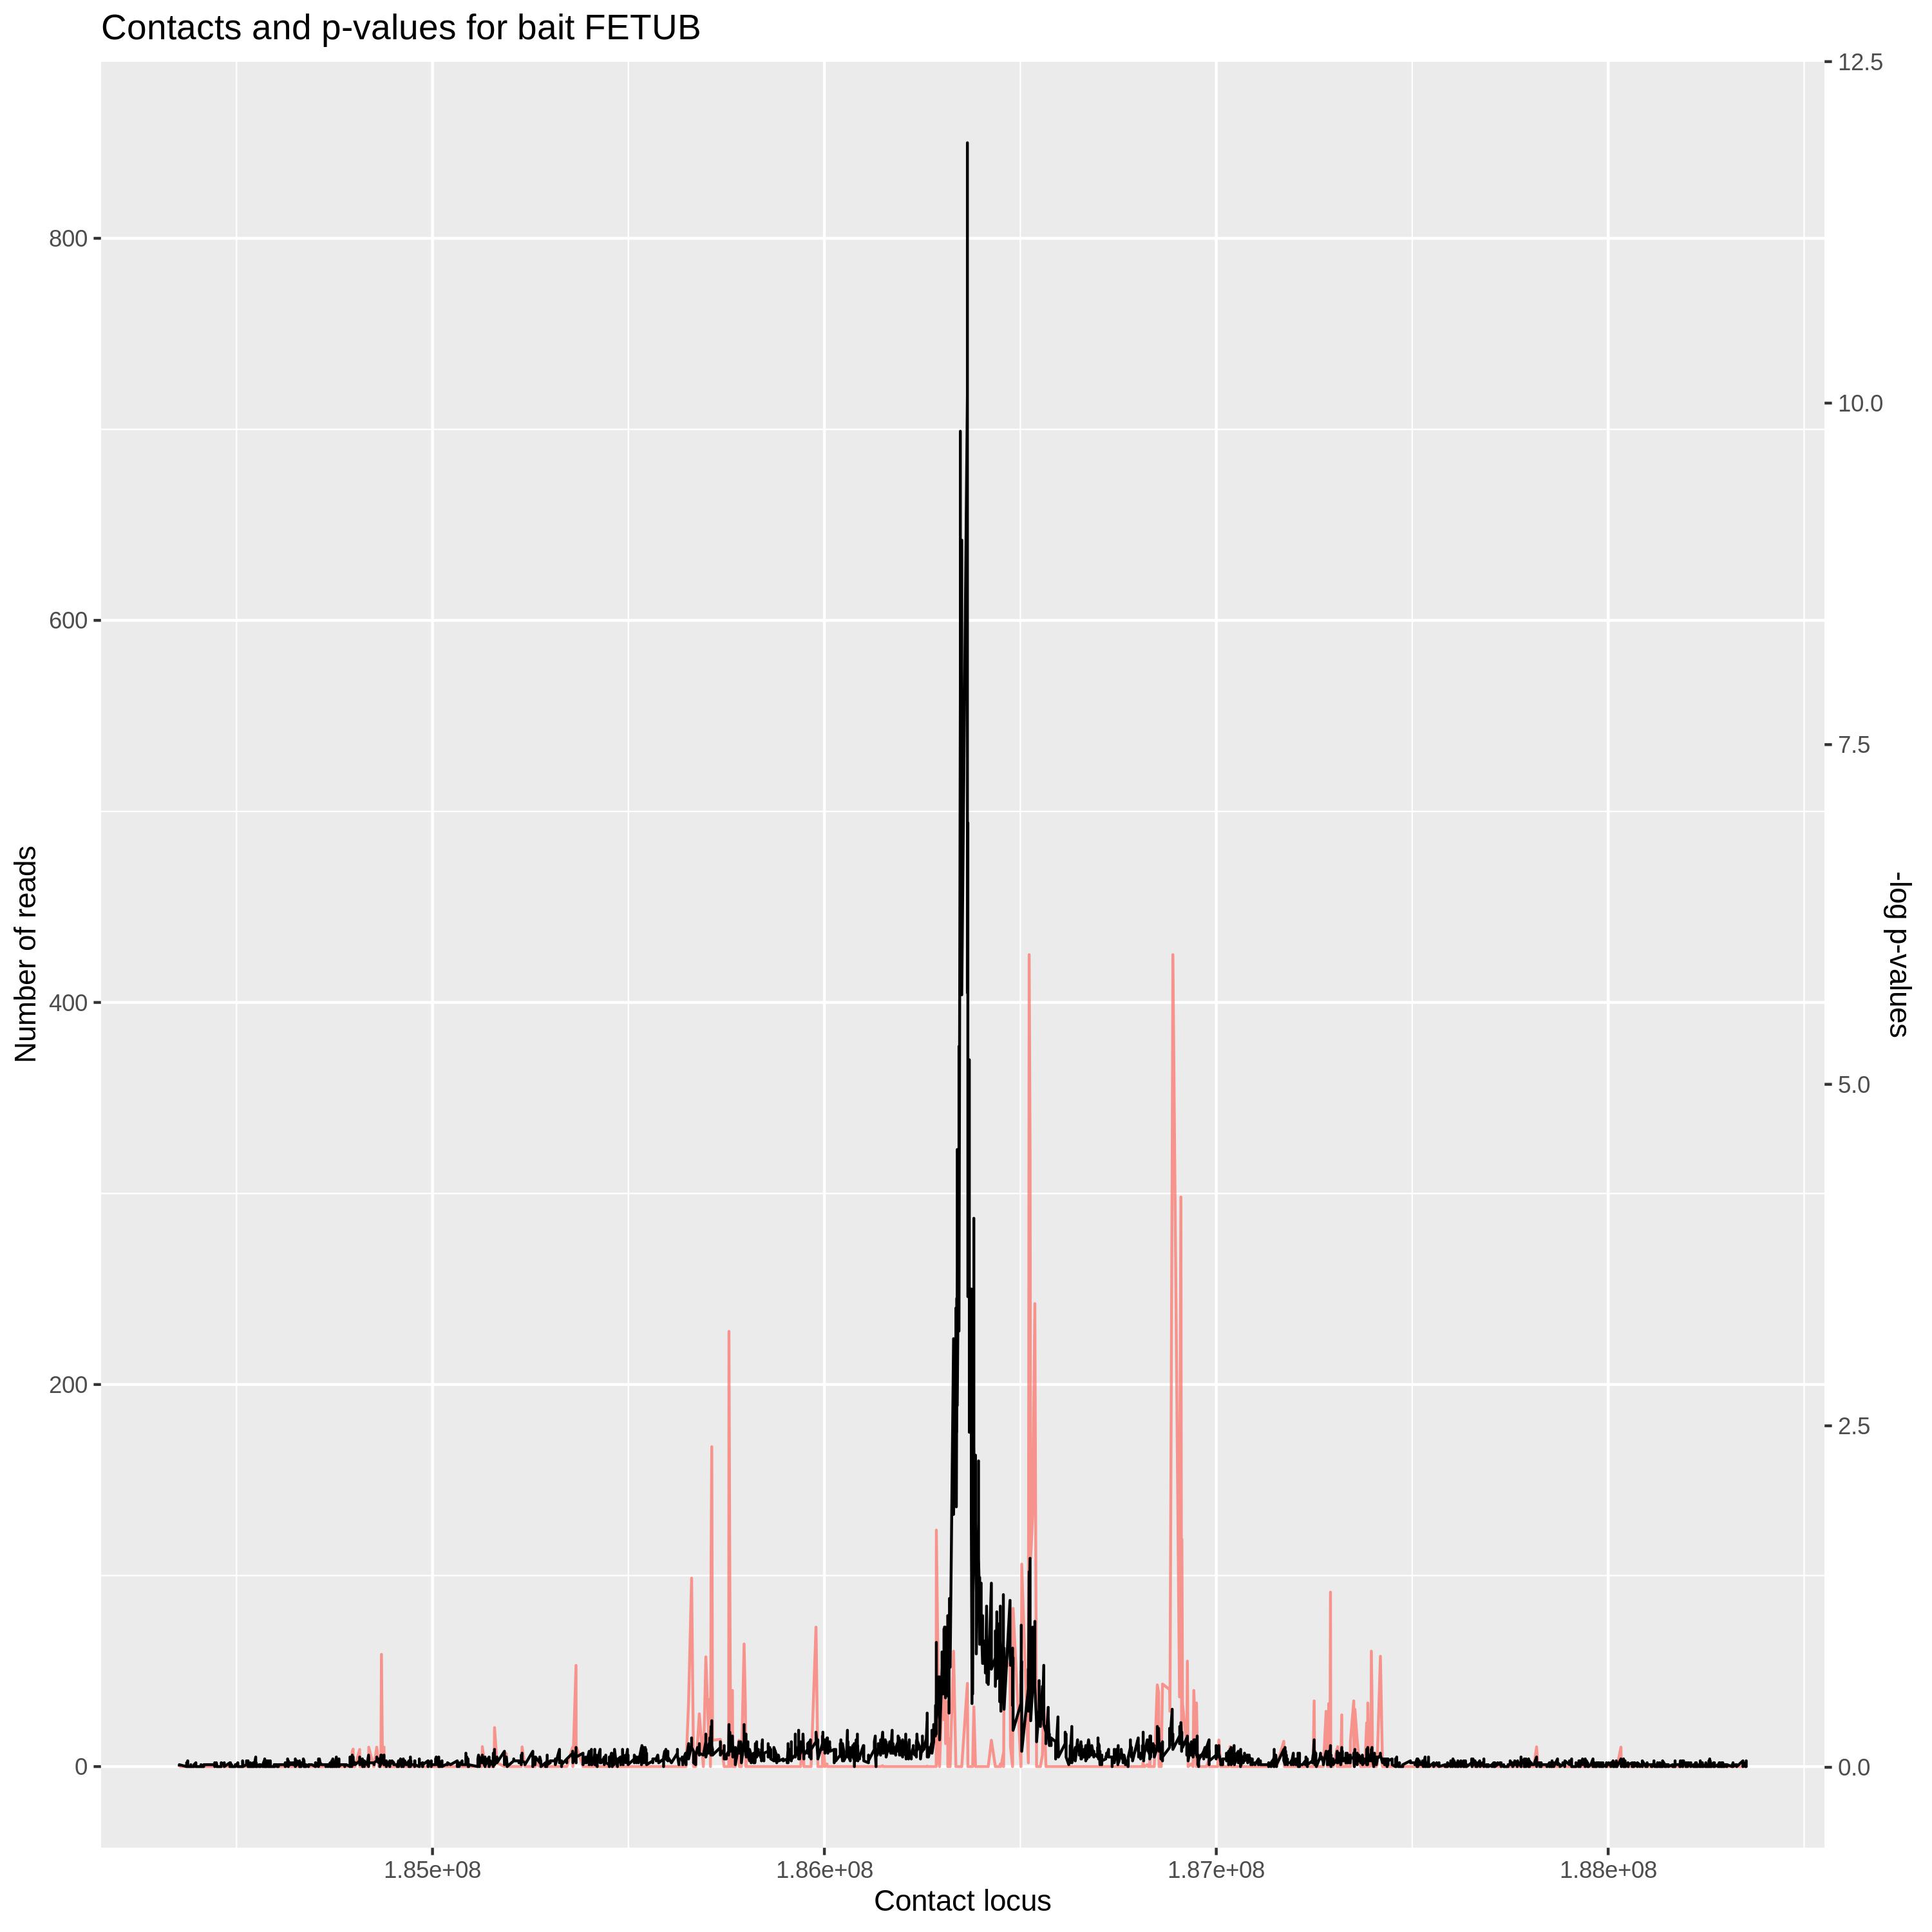 Contacts and p-values for bait FETUB
12.5
10.0
7.5
5.0
2.5
0.0
-log p-values
800
600
400
200
0
Number of reads
1.85e+08
1.86e+08
1.87e+08
1.88e+08
Contact locus